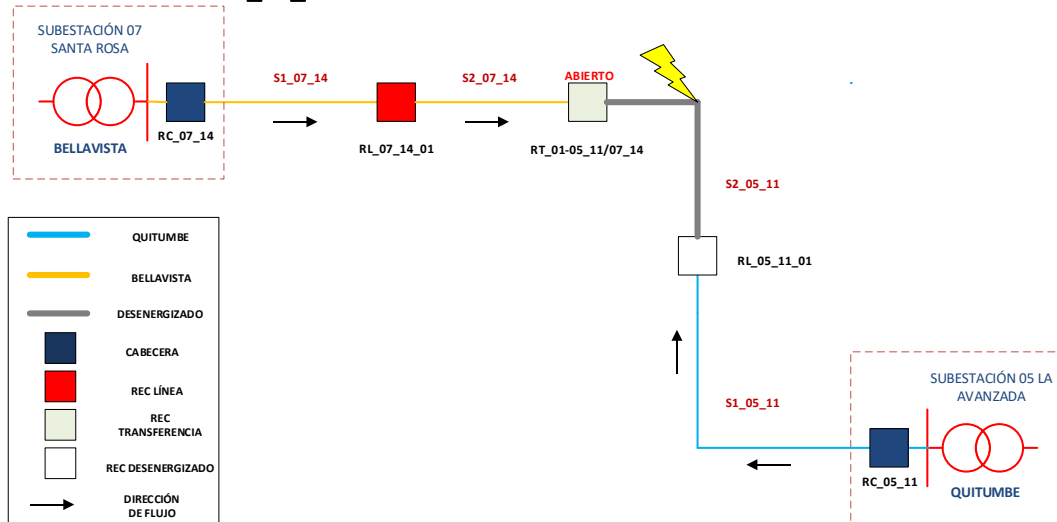 SUBESTACIÓN 07
SANTA ROSA
BELLAVISTA
RC_07_14
S1_07_14
RL_07_14_01
S2_07_14
ABIERTO
RT_01-05_11/07_14
S2_05_11
RL_05_11_01
S1_05_11
SUBESTACIÓN 05 LA
AVANZADA
RC_05_11
QUITUMBE
QUITUMBE
BELLAVISTA
DESENERGIZADO
CABECERA
REC LÍNEA
REC
TRANSFERENCIA
REC DESENERGIZADO
DIRECCIÓN
DE FLUJO